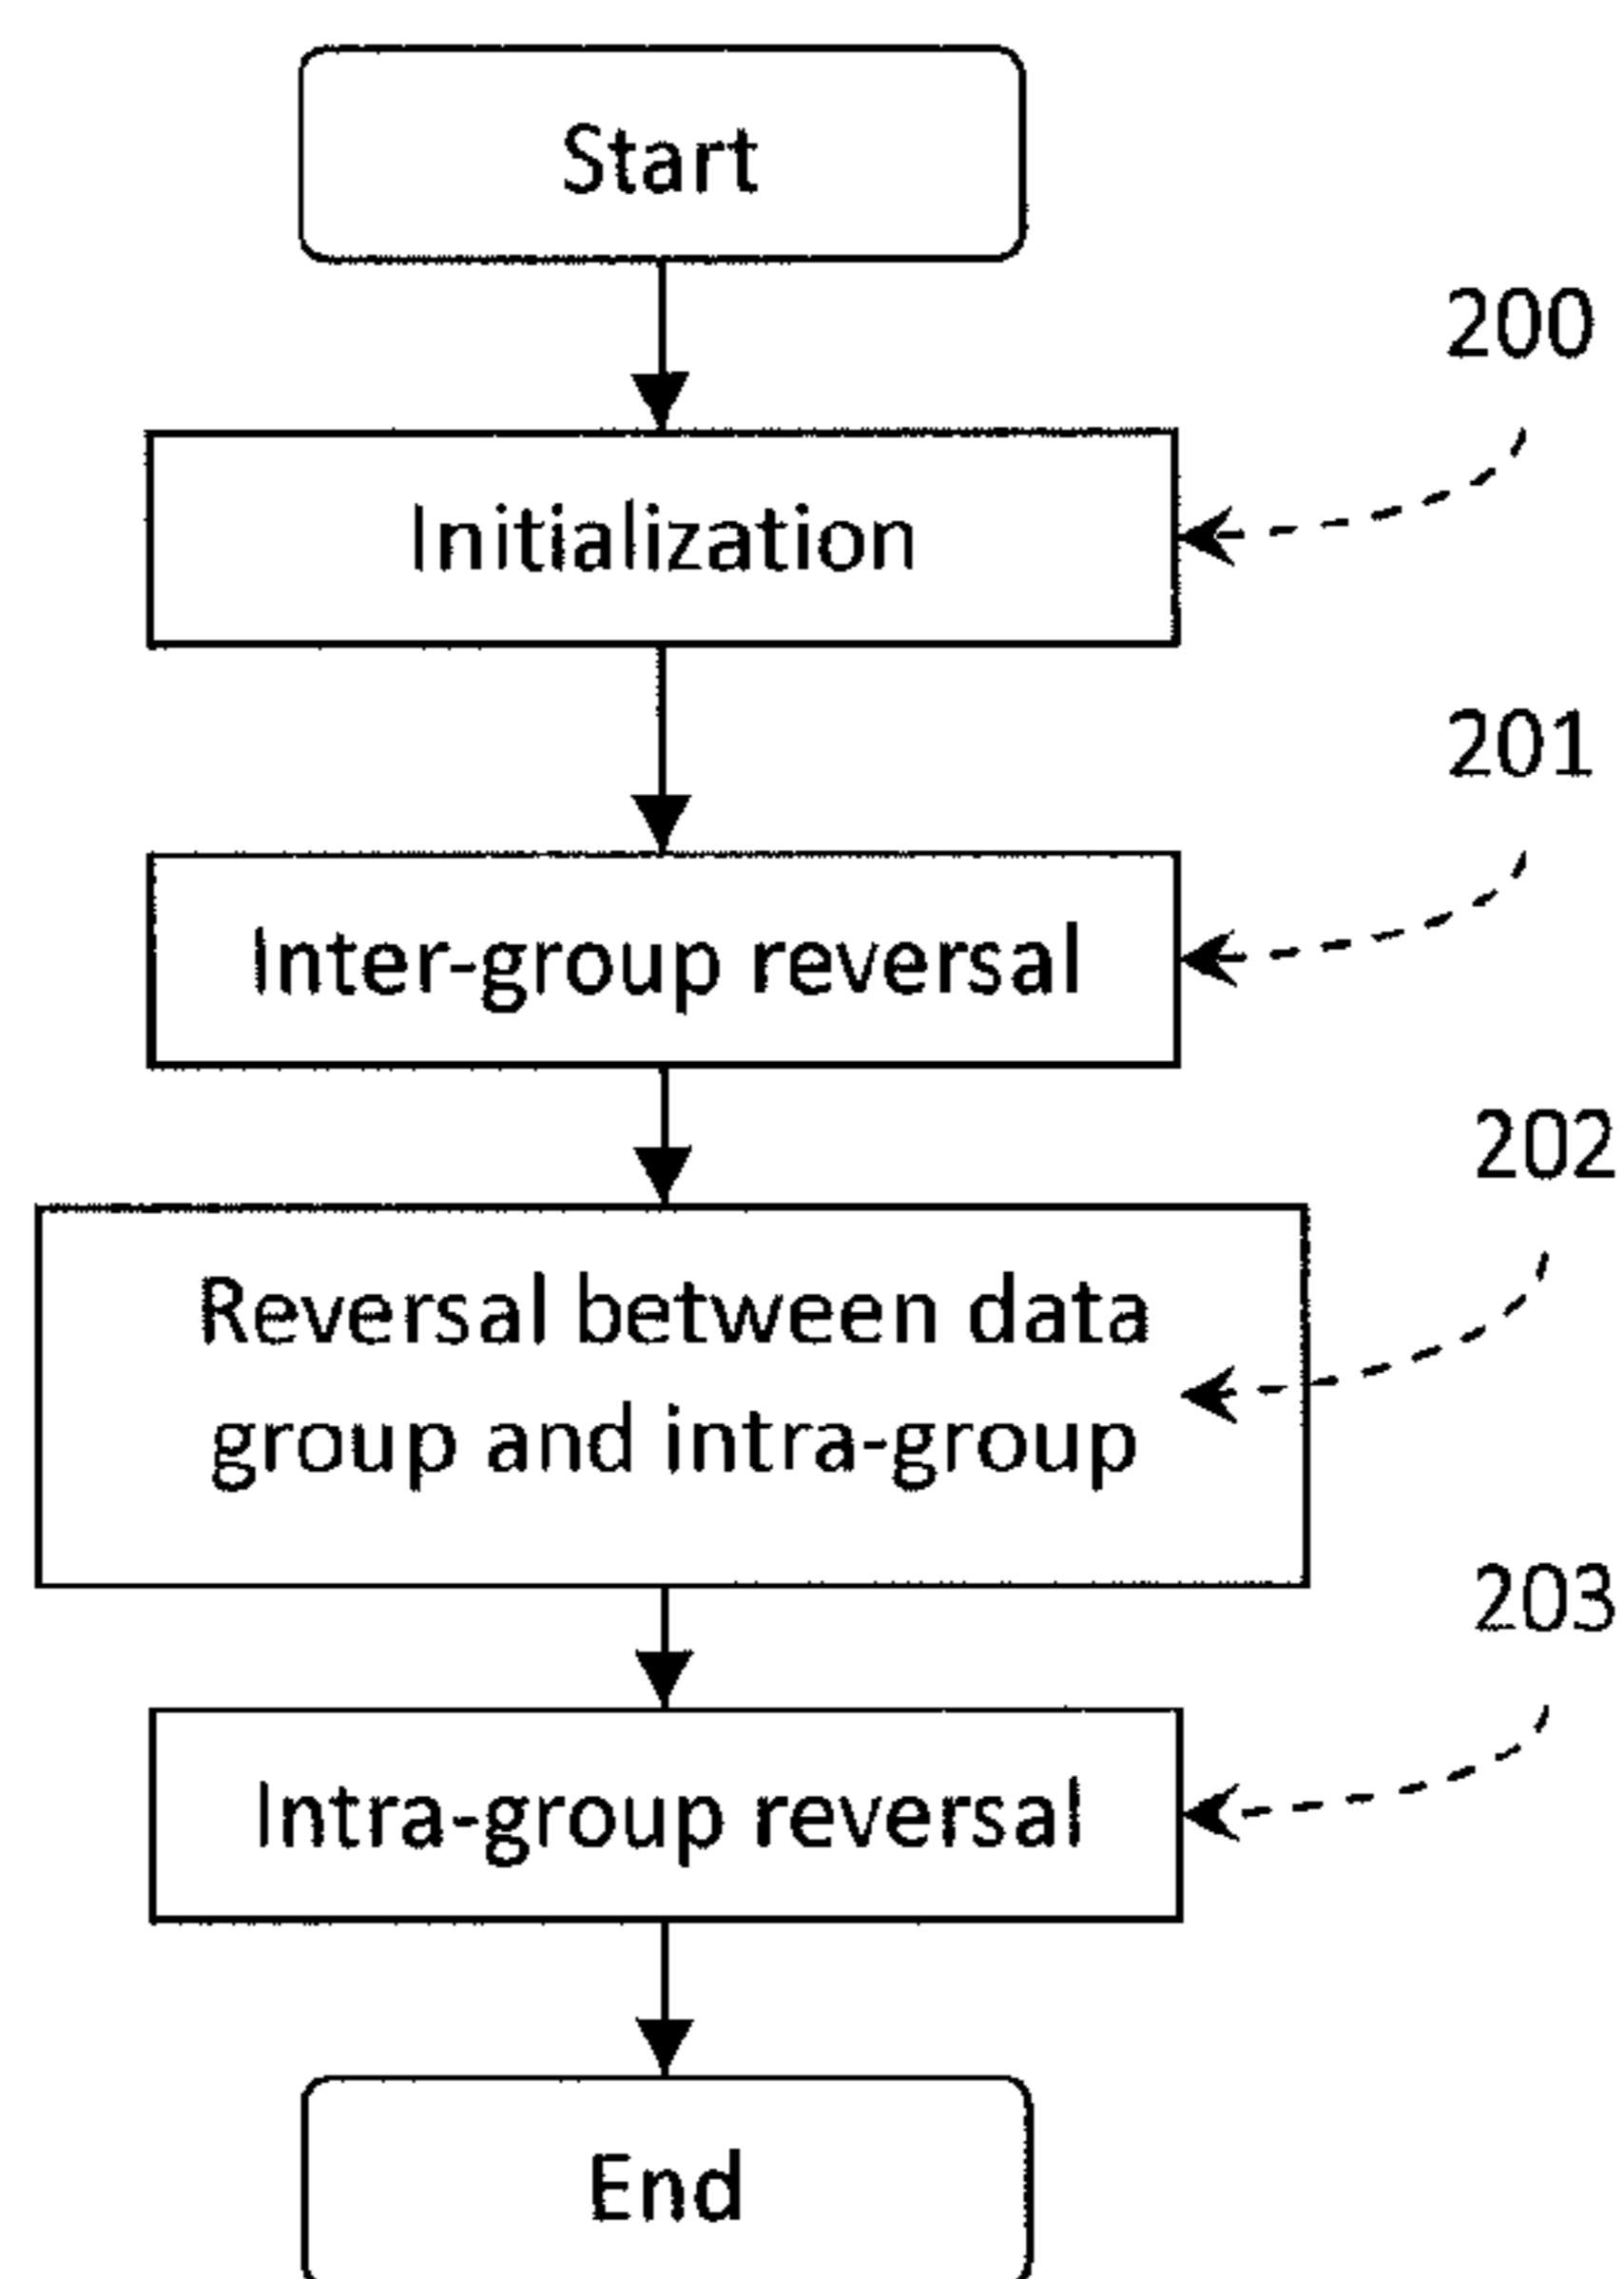 Start
200
Initialization
201
Inter-group reversal
202
Reversal between data
group and intra-group
203
Intra-group reversal
End